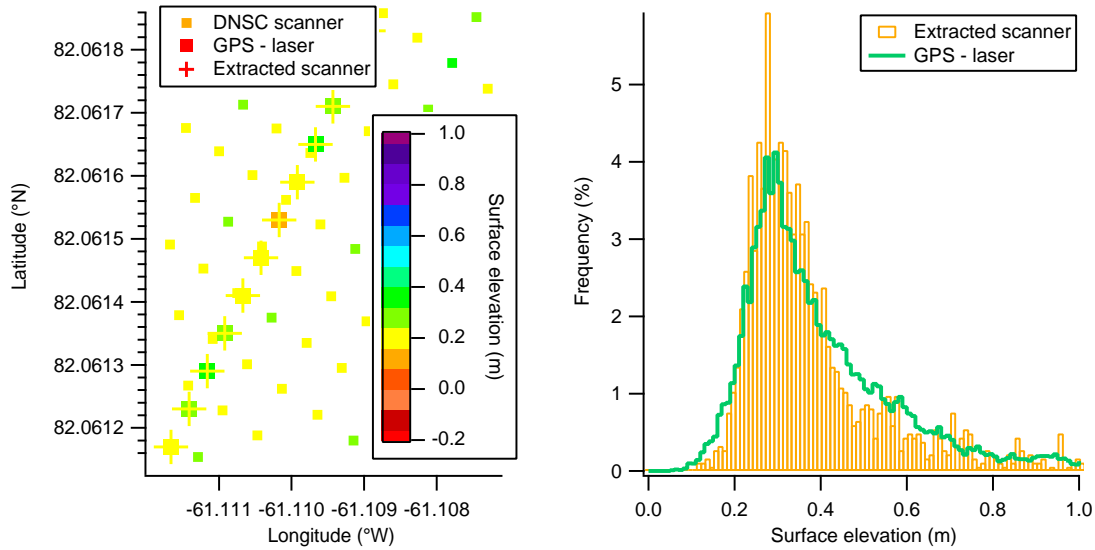 DNSC scanner
GPS - laser
Extracted scanner
82.0618
82.0617
82.0616
82.0615
82.0614
82.0613
82.0612
Latitude (°N)
-61.111 -61.110 -61.109 -61.108
Longitude (°W)
1.0
0.8
0.6
0.4
0.2
0.0
-0.2
Surface elevation (m)
Extracted scanner
GPS - laser
5
4
3
2
1
0
Frequency (%)
0.0 0.2 0.4 0.6 0.8 1.0
Surface elevation (m)